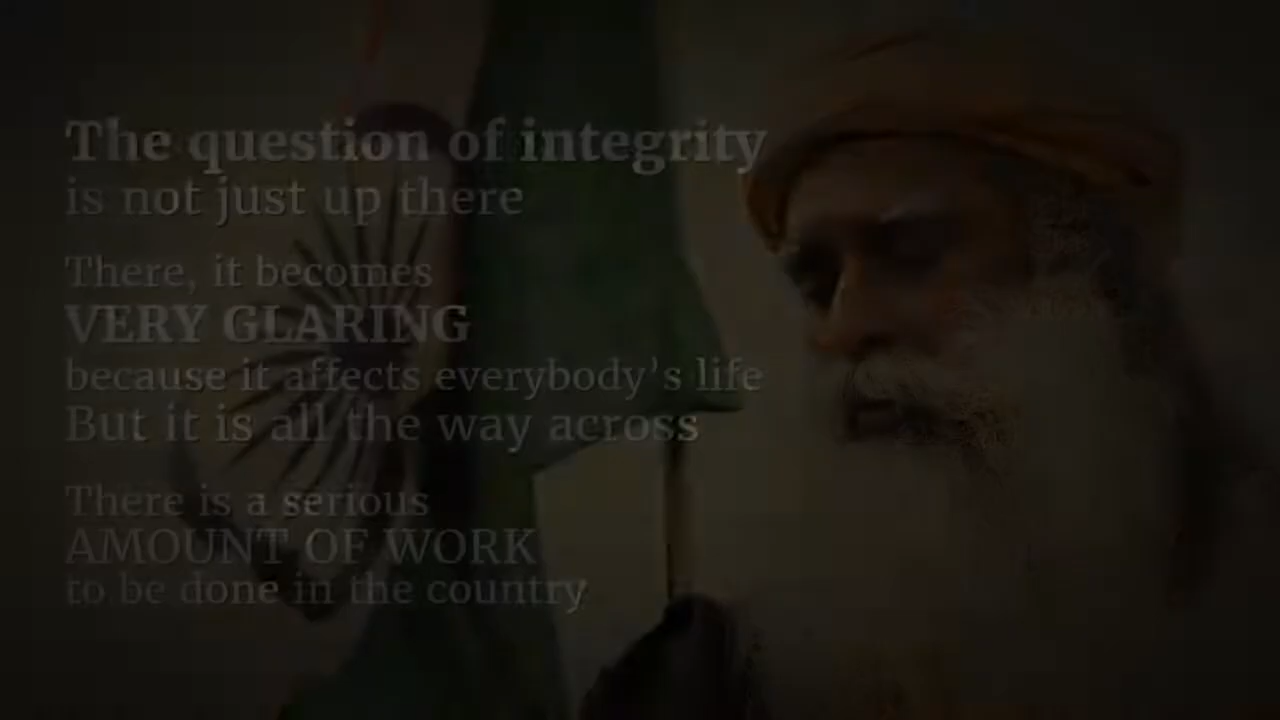 The question of integrity
is not just up there
There, it becomes
VERY GLARING
because it affects everybody's life
But it is all the way across
There is a serious
AMOUNT OF WORK
to be done in the country